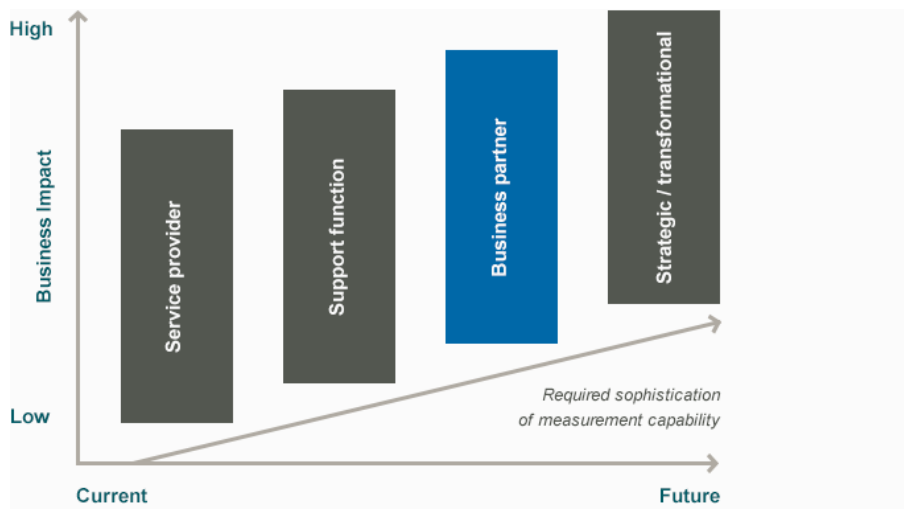 High
Business Impact
Low
Service provider
Support function
Business partner
Strategic / transformational
Required sophistication
of measurement capability
Current
Future